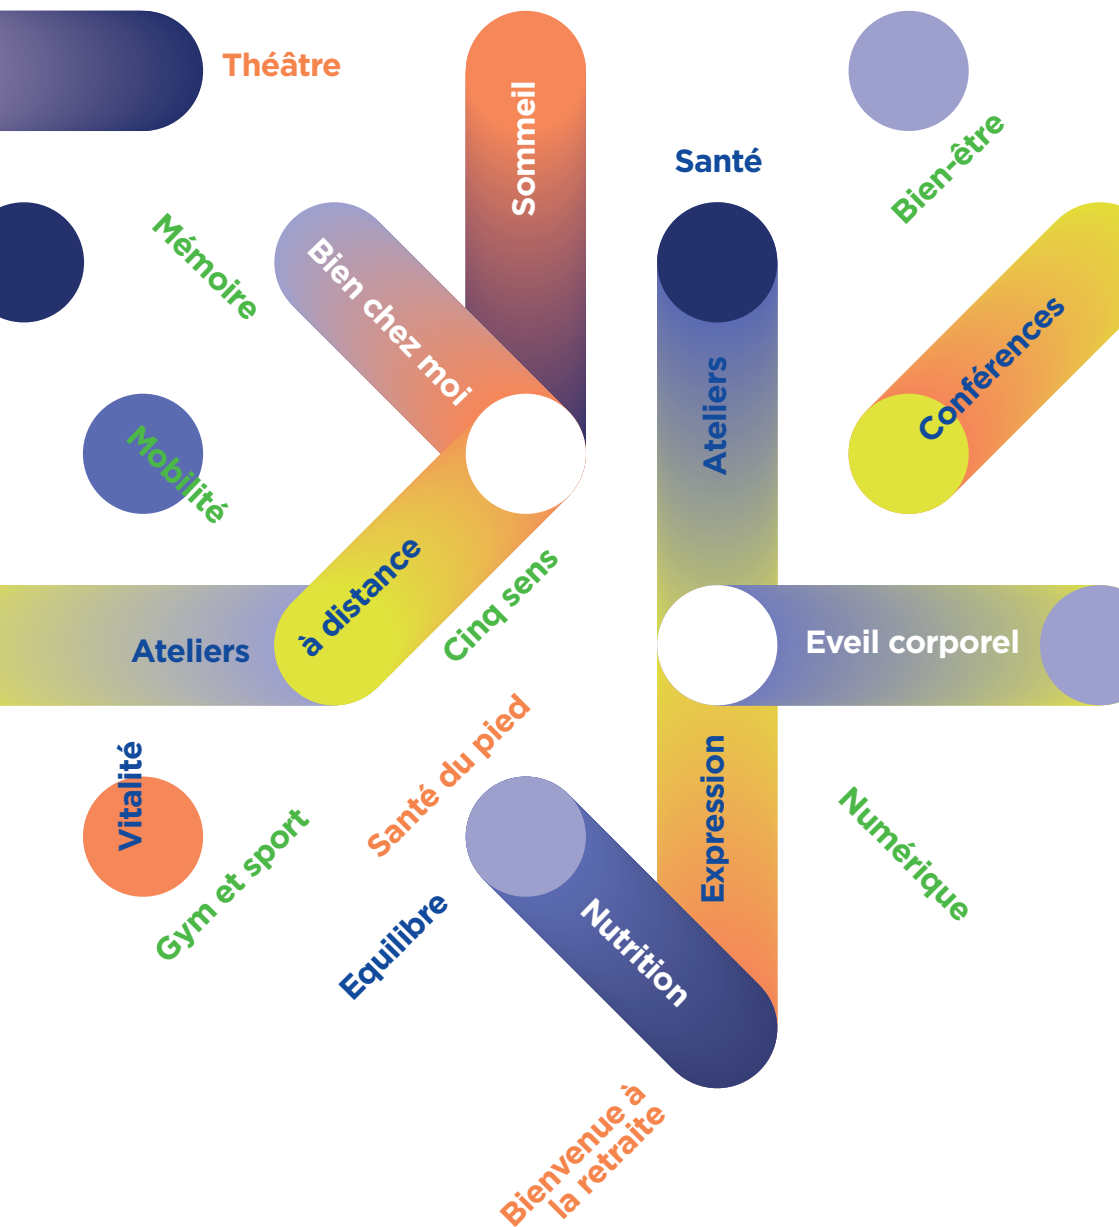 Théâtre
Sommeil
Bien-être
Santé
Mémoire
Bien chez moi
Conférences
Ateliers
Mobilité
à distance
Cinq sens
Ateliers
Eveil corporel
Santé du pied
Vitalité
Expression
Gym et sport
Numérique
Equilibre
Nutrition
Bienvenue à
la retraite